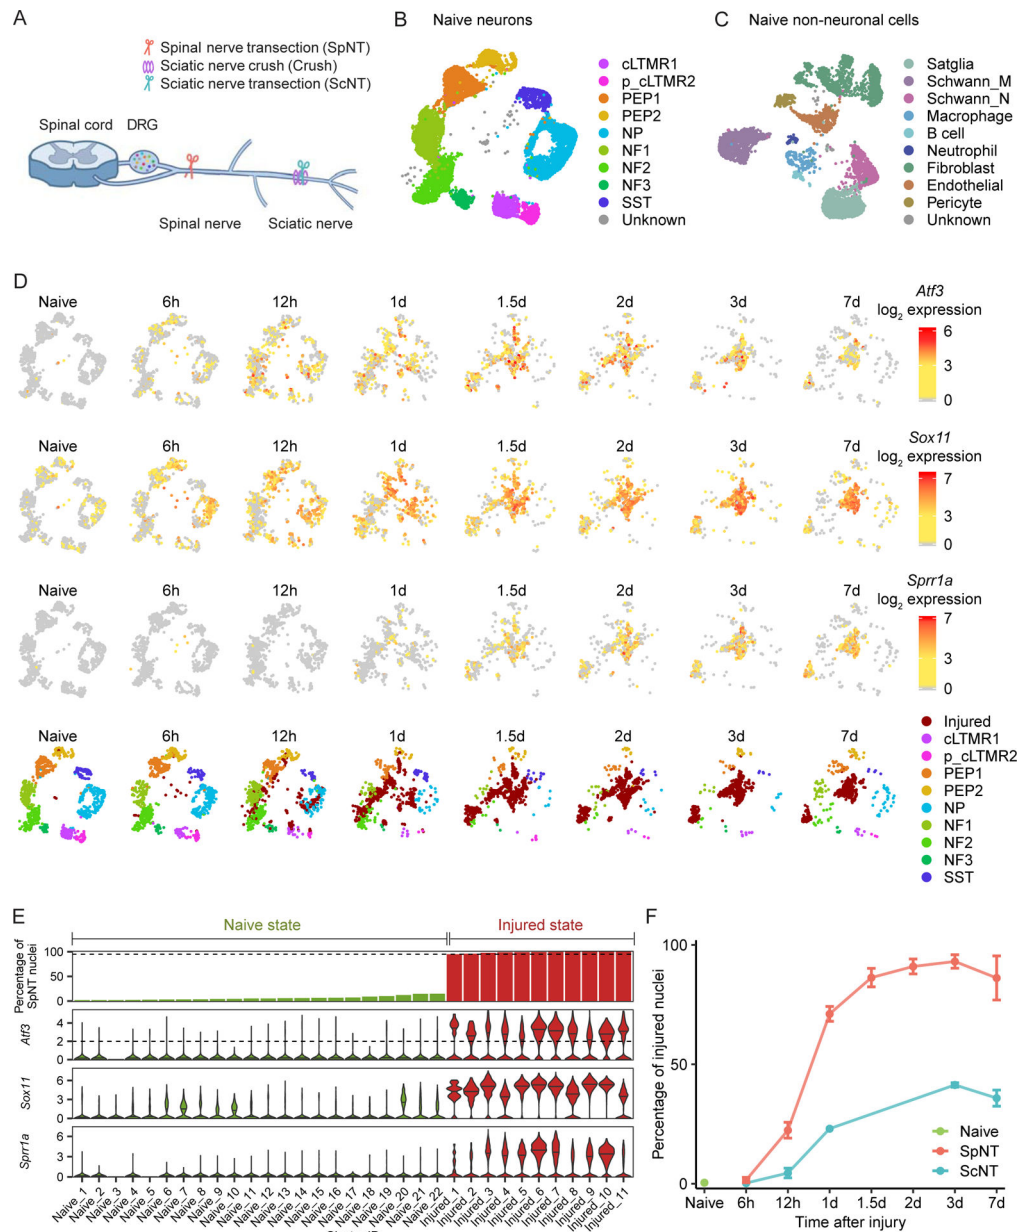 A
Spinal nerve transection (SpNT)
Sciatic nerve crush (Crush)
Sciatic nerve transection (ScNT)
Spinal cord DRG
Spinal nerve Sciatic nerve
B Naive neurons
cLTMR1
p_cLTMR2
PEP1
PEP2
NP
NF1
NF2
NF3
SST
Unknown
C Naive non-neuronal cells
Satglia
Schwann_M
Schwann_N
Macrophage
B cell
Neutrophil
Fibroblast
Endothelial
Pericyte
Unknown
D
Naive 6h 12h 1d 1.5d 2d 3d 7d
Atf3
log2 expression
6
3
0
Naive 6h 12h 1d 1.5d 2d 3d 7d
Sox11
log2 expression
7
3
0
Naive 6h 12h 1d 1.5d 2d 3d 7d
Sprr1a
log2 expression
7
3
0
Naive 6h 12h 1d 1.5d 2d 3d 7d
Injured
cLTMR1
p_cLTMR2
PEP1
PEP2
NP
NF1
NF2
NF3
SST
E
Naive state Injured state
Percentage of
SpNT nuclei
100
50
0
Atf3
4
2
0
Sox11
6
3
0
Sprr1a
6
3
0
Naive_1
Naive_2
Naive_3
Naive_4
Naive_5
Naive_6
Naive_7
Naive_8
Naive_9
Naive_10
Naive_11
Naive_12
Naive_13
Naive_14
Naive_15
Naive_16
Naive_17
Naive_18
Naive_19
Naive_20
Naive_21
Naive_22
Injured_1
Injured_2
Injured_3
Injured_4
Injured_5
Injured_6
Injured_7
Injured_8
Injured_9
Injured_10
Injured_11
F
Percentage of injured nuclei
100
50
0
Naive
SpNT
ScNT
Naive 6h 12h 1d 1.5d 2d 3d 7d
Time after injury